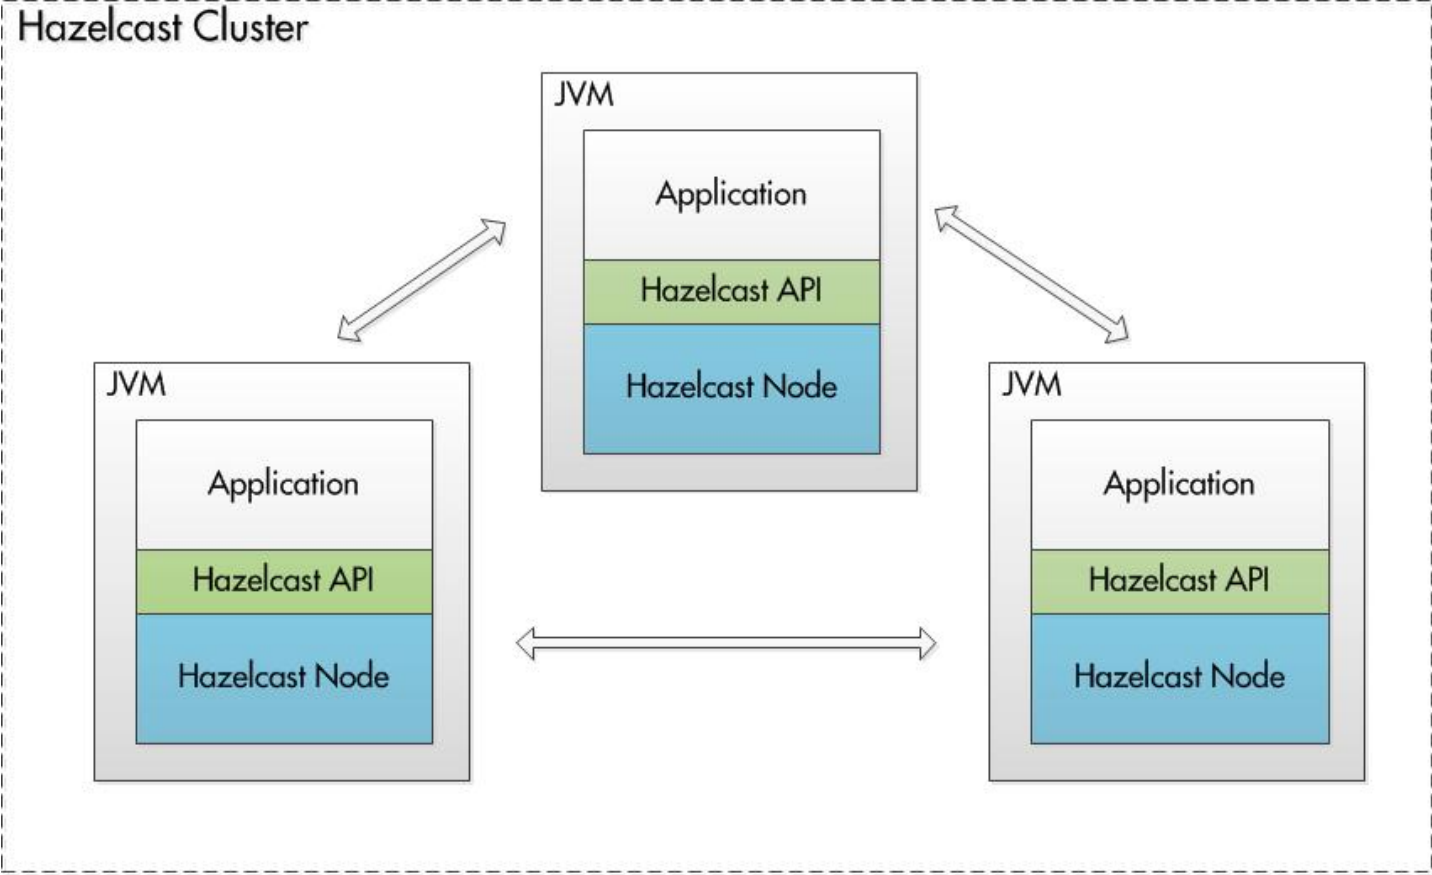 Hazelcast Cluster
JVM
Application
Hazelcast API
Hazelcast Node
JVM
Application
Hazelcast API
Hazelcast Node
JVM
Application
Hazelcast API
Hazelcast Node